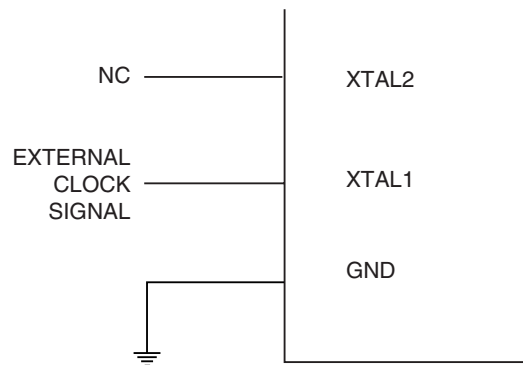 NC
XTAL2
EXTERNAL
CLOCK
SIGNAL
XTAL1
GND